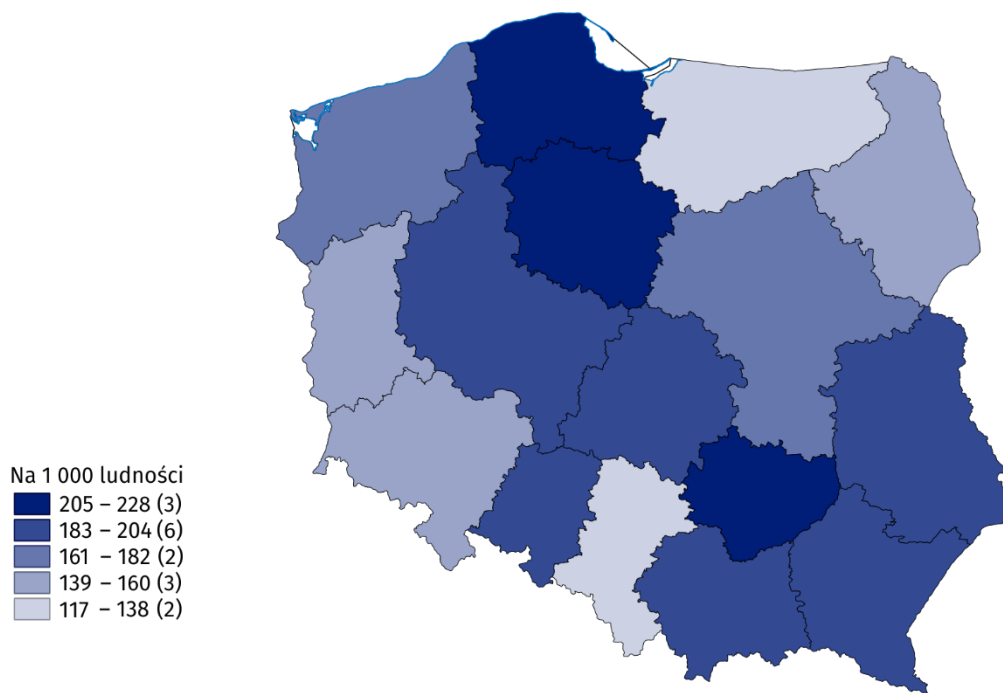 Na 1 000 ludności
205 – 228 (3)
183 – 204 (6)
161 – 182 (2)
139 – 160 (3)
117 – 138 (2)